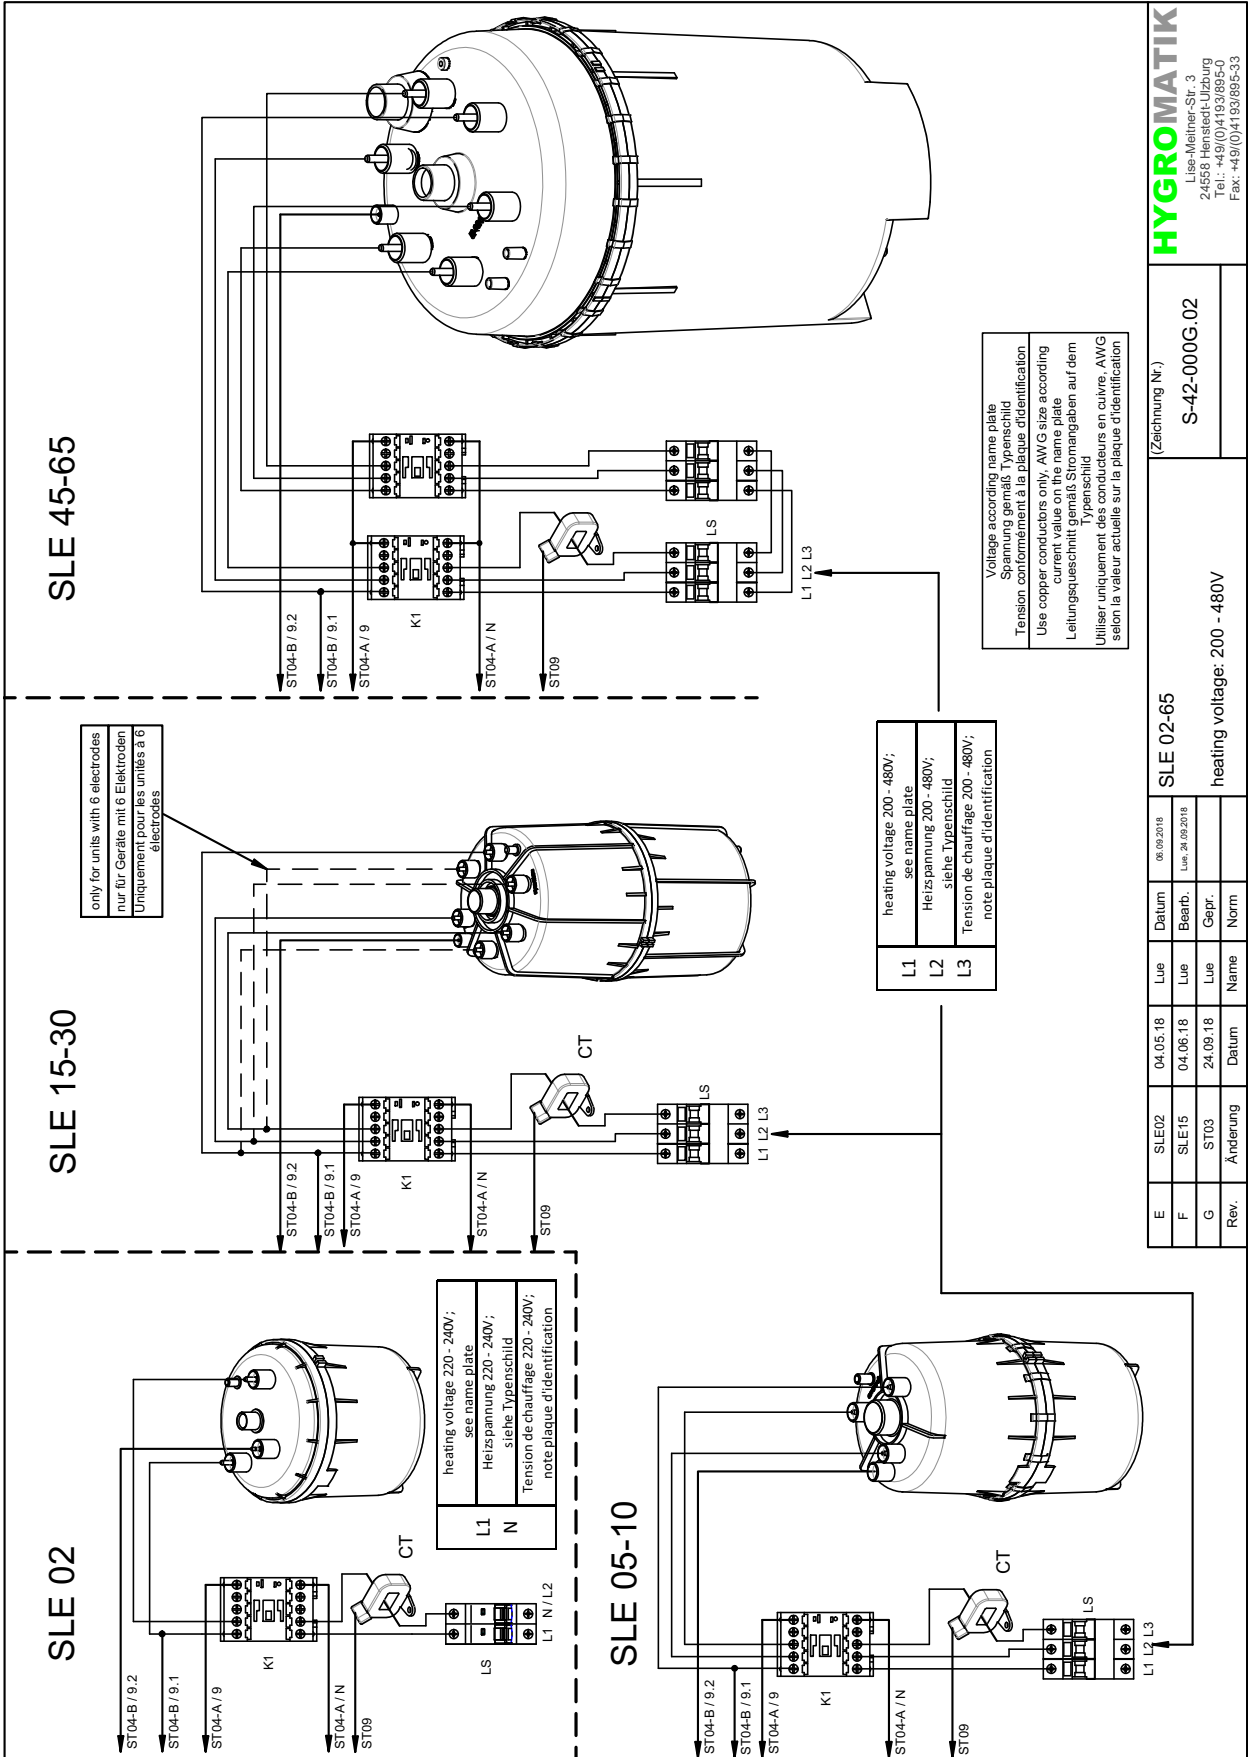 SLE 02
ST04-B / 9.2
ST04-B / 9.1
ST04-A / 9
K1
ST04-A / N
ST09
CT
LS
L1 N / L2
L1
N
heating voltage 220 - 240V;
see name plate
Heizspannung 220 - 240V;
siehe Typenschild
Tension de chauffage 220 - 240V;
note plaque d'identification
SLE 15-30
only for units with 6 electrodes
nur für Geräte mit 6 Elektroden
Uniquement pour les unités à 6
électrodes
ST04-B / 9.2
ST04-B / 9.1
ST04-A / 9
K1
ST04-A / N
ST09
CT
LS
L1 L2 L3
SLE 45-65
ST04-B / 9.2
ST04-B / 9.1
ST04-A / 9
K1
ST04-A / N
ST09
LS
L1 L2 L3
SLE 05-10
ST04-B / 9.2
ST04-B / 9.1
ST04-A / 9
K1
ST04-A / N
ST09
CT
LS
L1 L2 L3
L1
L2
L3
heating voltage 200 - 480V;
see name plate
Heizspannung 200 - 480V;
siehe Typenschild
Tension de chauffage 200 - 480V;
note plaque d'identification
Voltage according name plate
Spannung gemäß Typenschild
Tension conformément à la plaque d'identification
Use copper conductors only, AWG size according
current value on the name plate
Leitungsqueschnitt gemäß Stromangaben auf dem
Typenschild
Utiliser uniquement des conducteurs en cuivre, AWG
selon la valeur actuelle sur la plaque d'identification
E SLE02 04.05.18 Lue Datum 06.09.2018
F SLE15 04.06.18 Lue Bearb. Lue, 24.09.2018
G ST03 24.09.18 Lue Gepr.
Rev. Änderung Datum Name Norm
SLE 02-65
heating voltage: 200 - 480V
(Zeichnung Nr.)
S-42-000G.02
HYGROMATIK
Lise-Meitner-Str. 3
24558 Henstedt-Ulzburg
Tel.: +49/(0)4193/895-0
Fax: +49/(0)4193/895-33